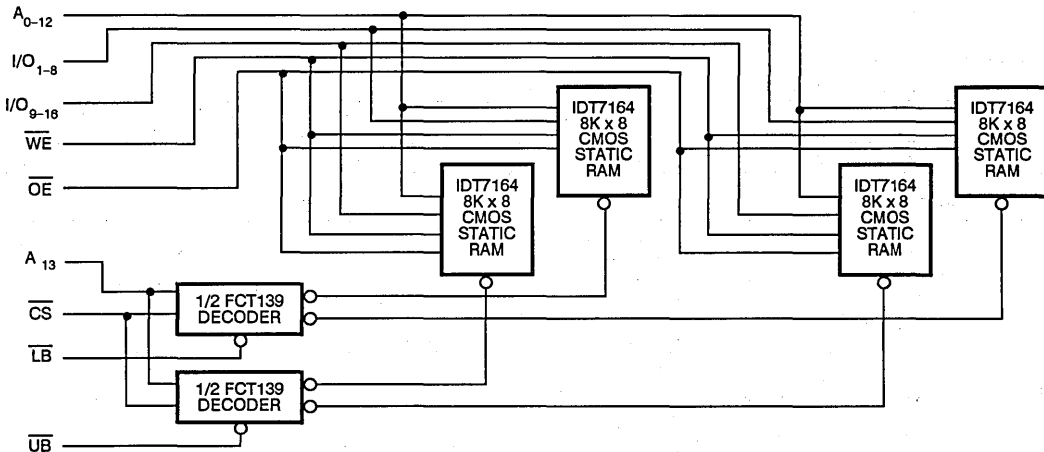 A0–12
I/O1–8
I/O9–16
WE
OE
A 13
CS
LB
UB
IDT7164
8K x 8
CMOS
STATIC
RAM
IDT7164
8K x 8
CMOS
STATIC
RAM
IDT7164
8K x 8
CMOS
STATIC
RAM
IDT7164
8K x 8
CMOS
STATIC
RAM
1/2 FCT139
DECODER
1/2 FCT139
DECODER